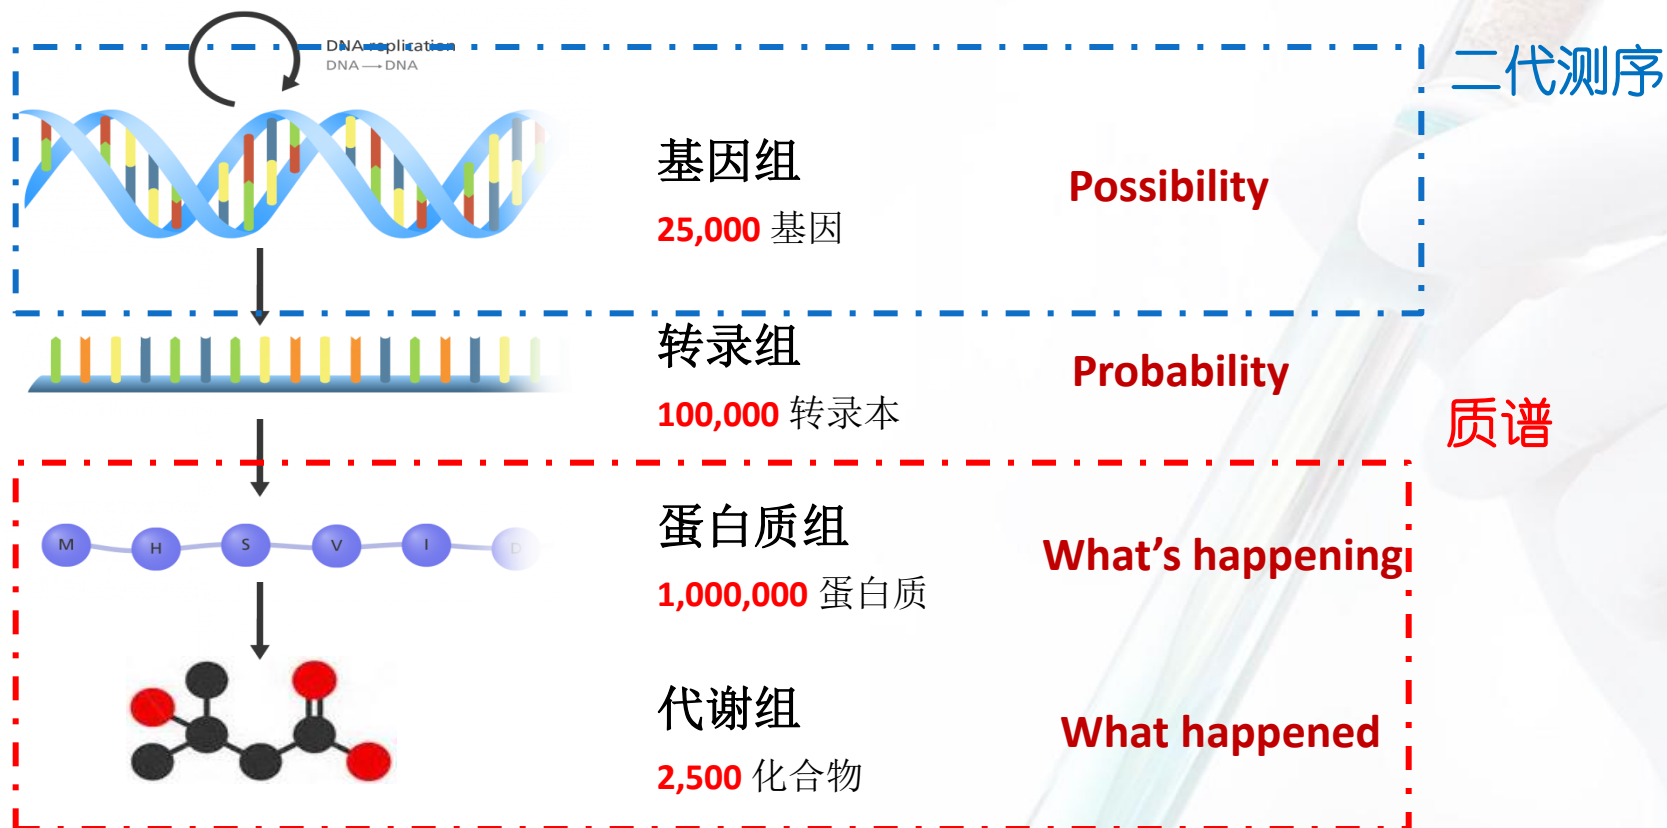 DNA replication
DNA → DNA
二代测序
基因组
Possibility
25,000 基因
转录组
Probability
100,000 转录本
质谱
M H S V I D
蛋白质组
What's happening
1,000,000 蛋白质
代谢组
What happened
2,500 化合物